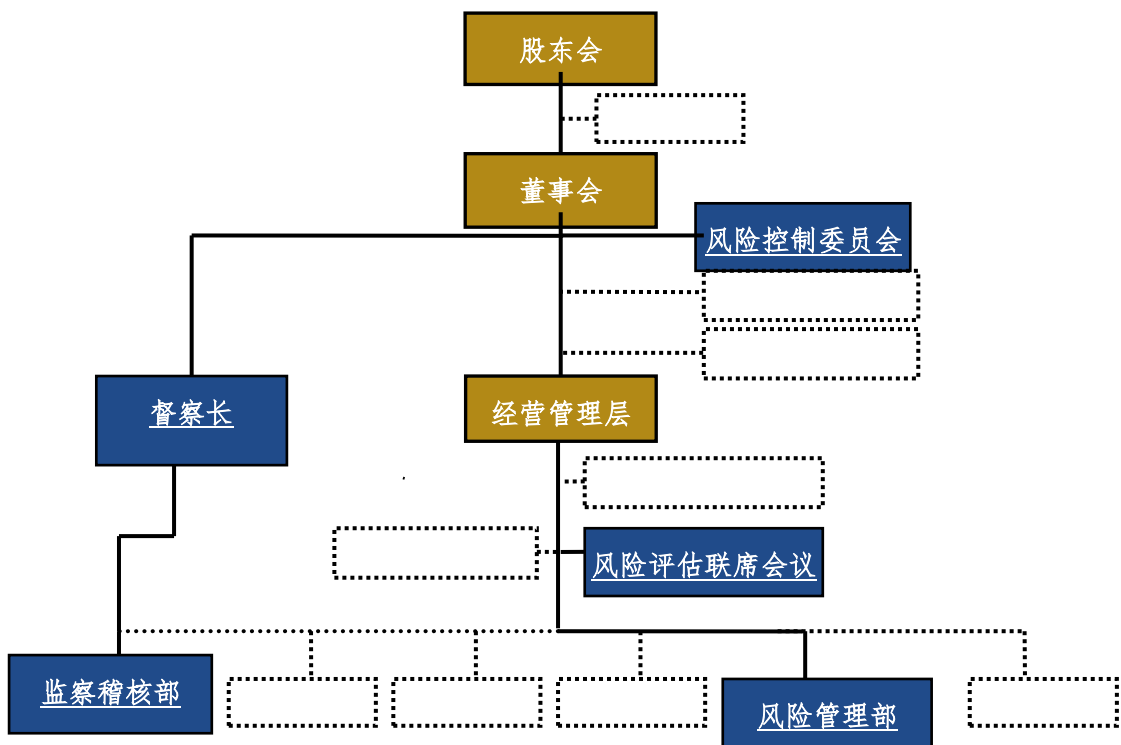 股东会
董事会
风险控制委员会
督察长
经营管理层
风险评估联席会议
监察稽核部
风险管理部